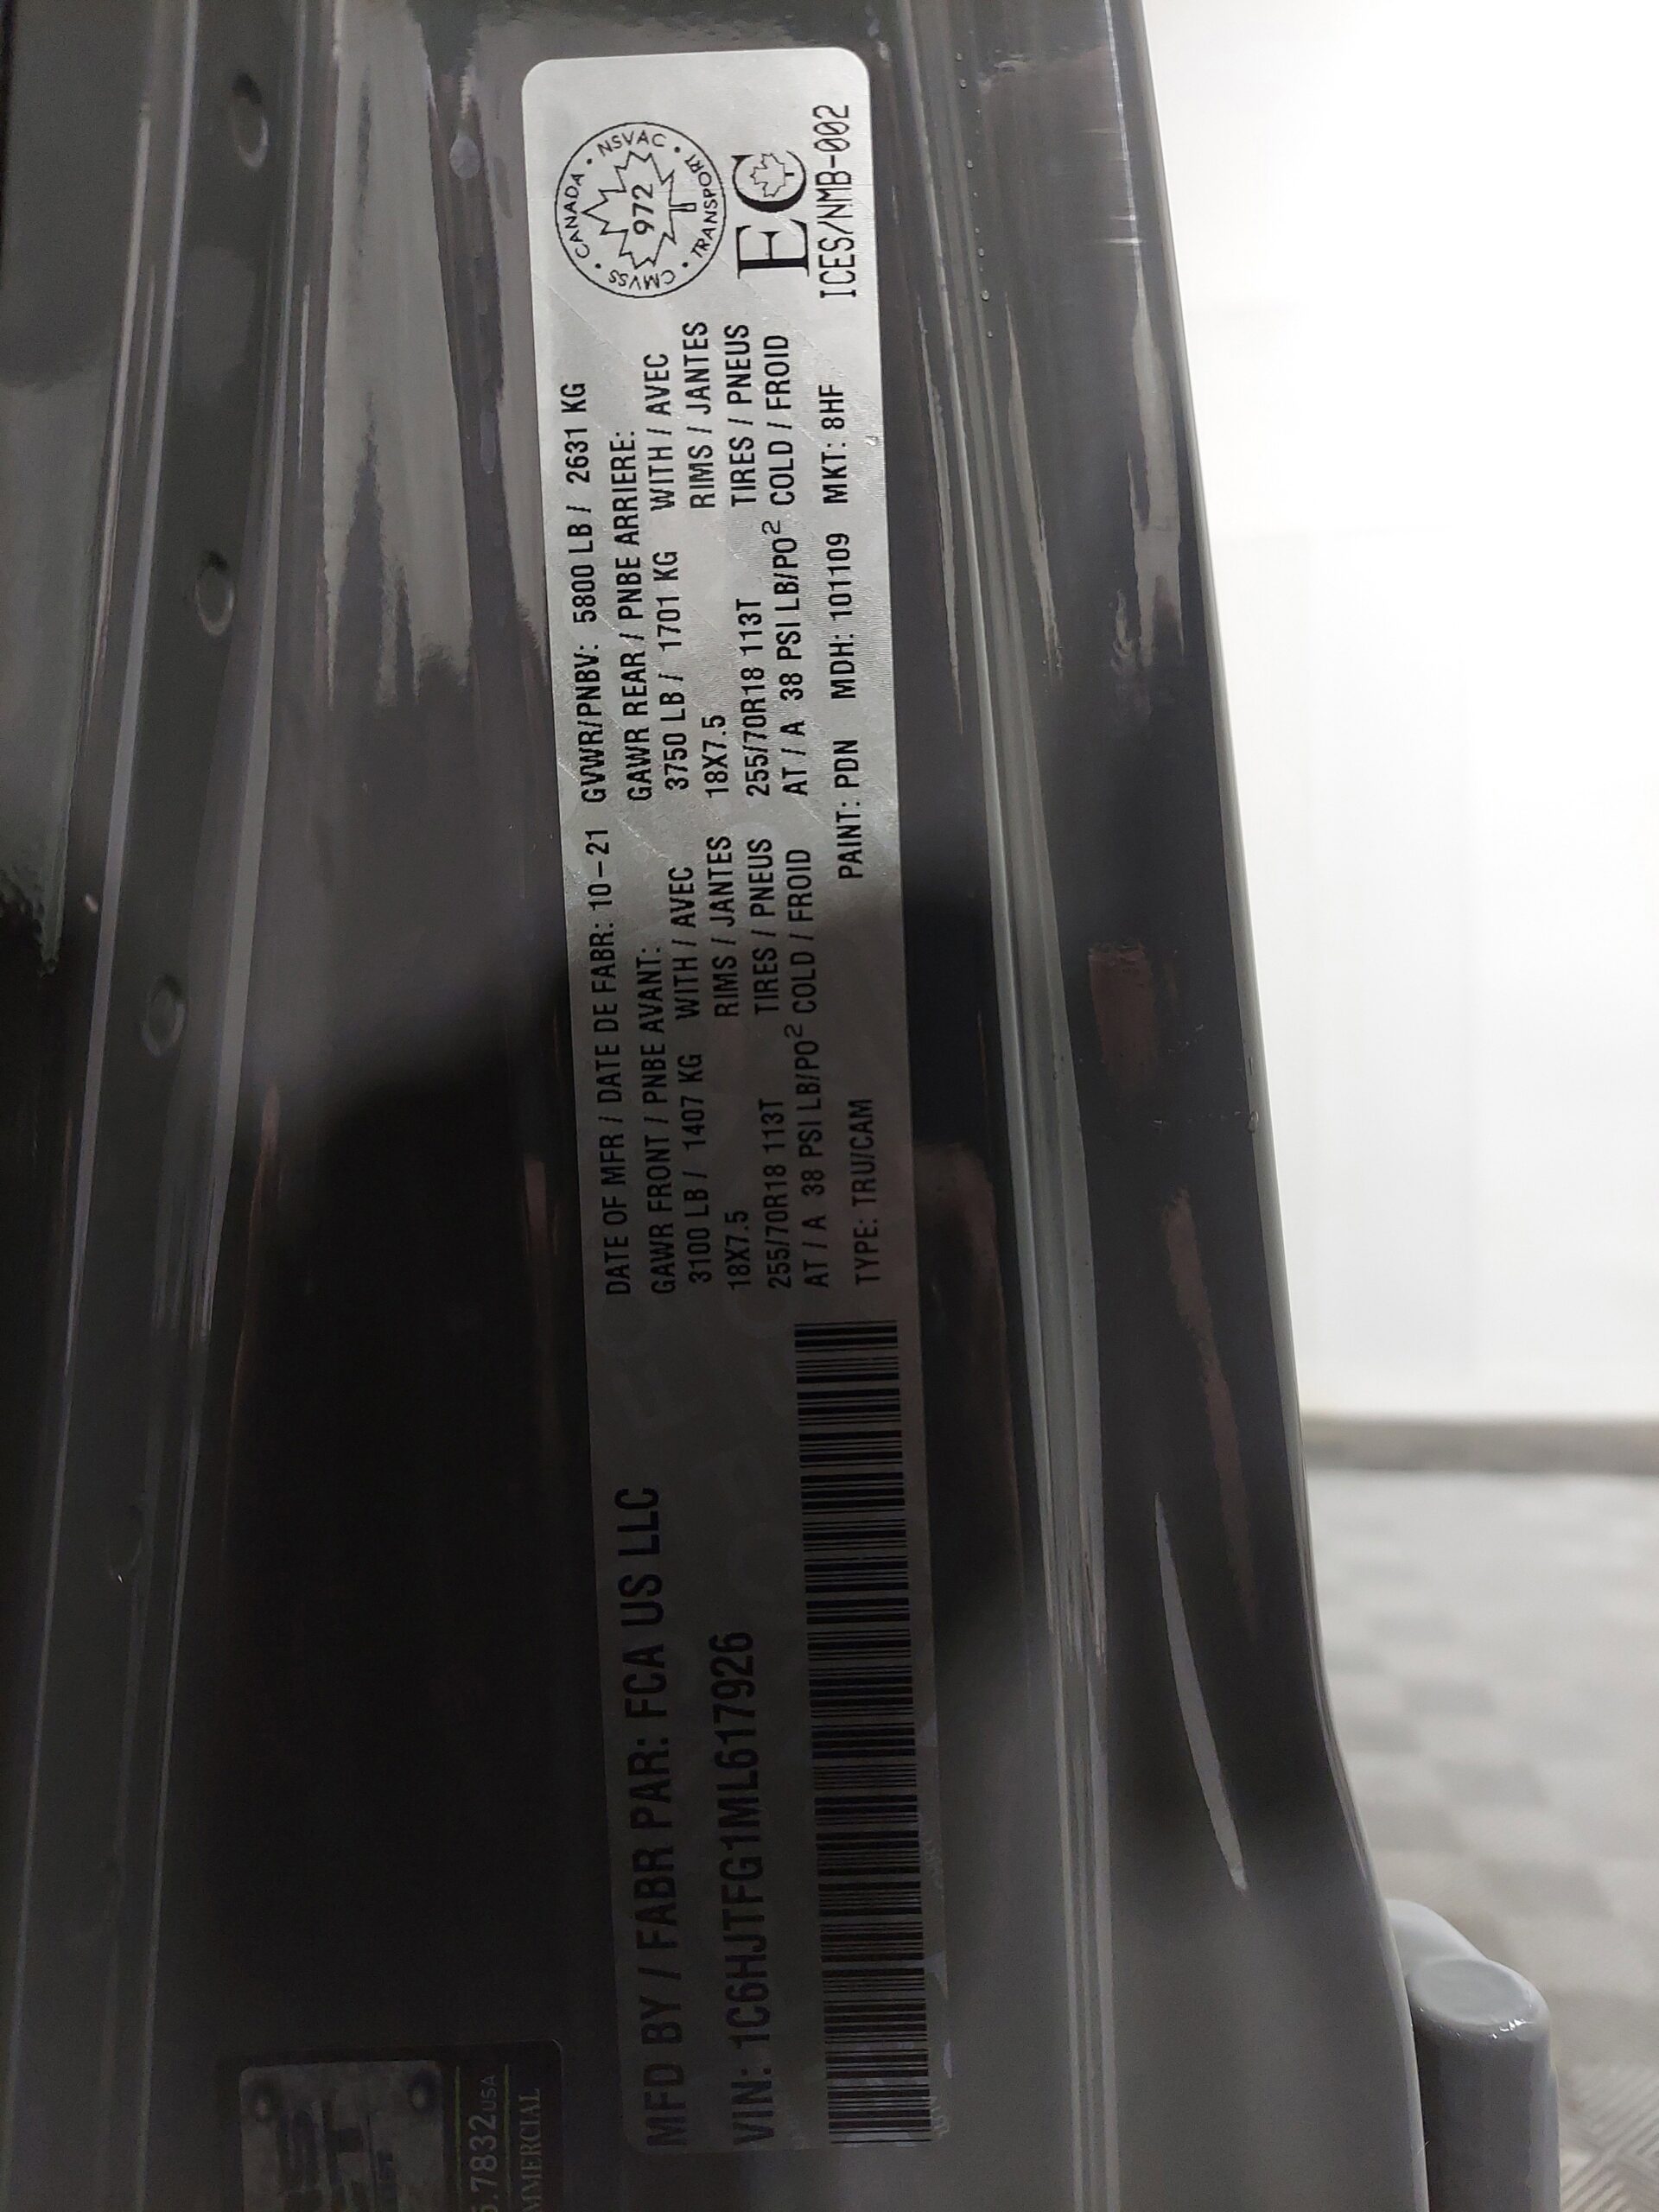 MFD BY / FABR PAR: FCA US LLC
VIN: 1C6HJTFG1ML617926
DATE OF MFR / DATE DE FABR: 10-21 GVWR/PNBV: 5800 LB / 2631 KG
GAWR FRONT / PNBE AVANT: GAWR REAR / PNBE ARRIERE:
3100 LB / 1407 KG WITH / AVEC 3750 LB / 1701 KG WITH / AVEC
18X7.5 RIMS / JANTES 18X7.5 RIMS / JANTES
255/70R18 113T TIRES / PNEUS 255/70R18 113T TIRES / PNEUS
AT / A 38 PSI LB/PO² COLD / FROID AT / A 38 PSI LB/PO² COLD / FROID
TYPE: TRU/CAM PAINT: PDN MDH: 101109 MKT: 8HF
CANADA • NSVAC • TRANSPORT • CMVSS •
972
EC
ICES/NMB-002
.7832 USA